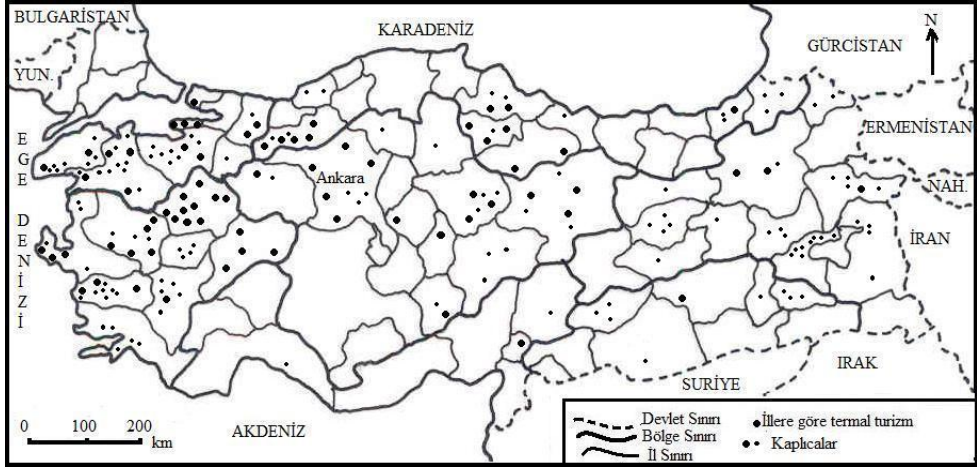 BULGARİSTAN
KARADENİZ
N
GÜRCİSTAN
YUN.
ERMENİSTAN
EGE DENİZİ
Ankara
NAH.
İRAN
IRAK
SURİYE
AKDENİZ
0 100 200
km
Devlet Sınırı
Bölge Sınırı
İl Sınırı
İllere göre termal turizm
Kaplıcalar